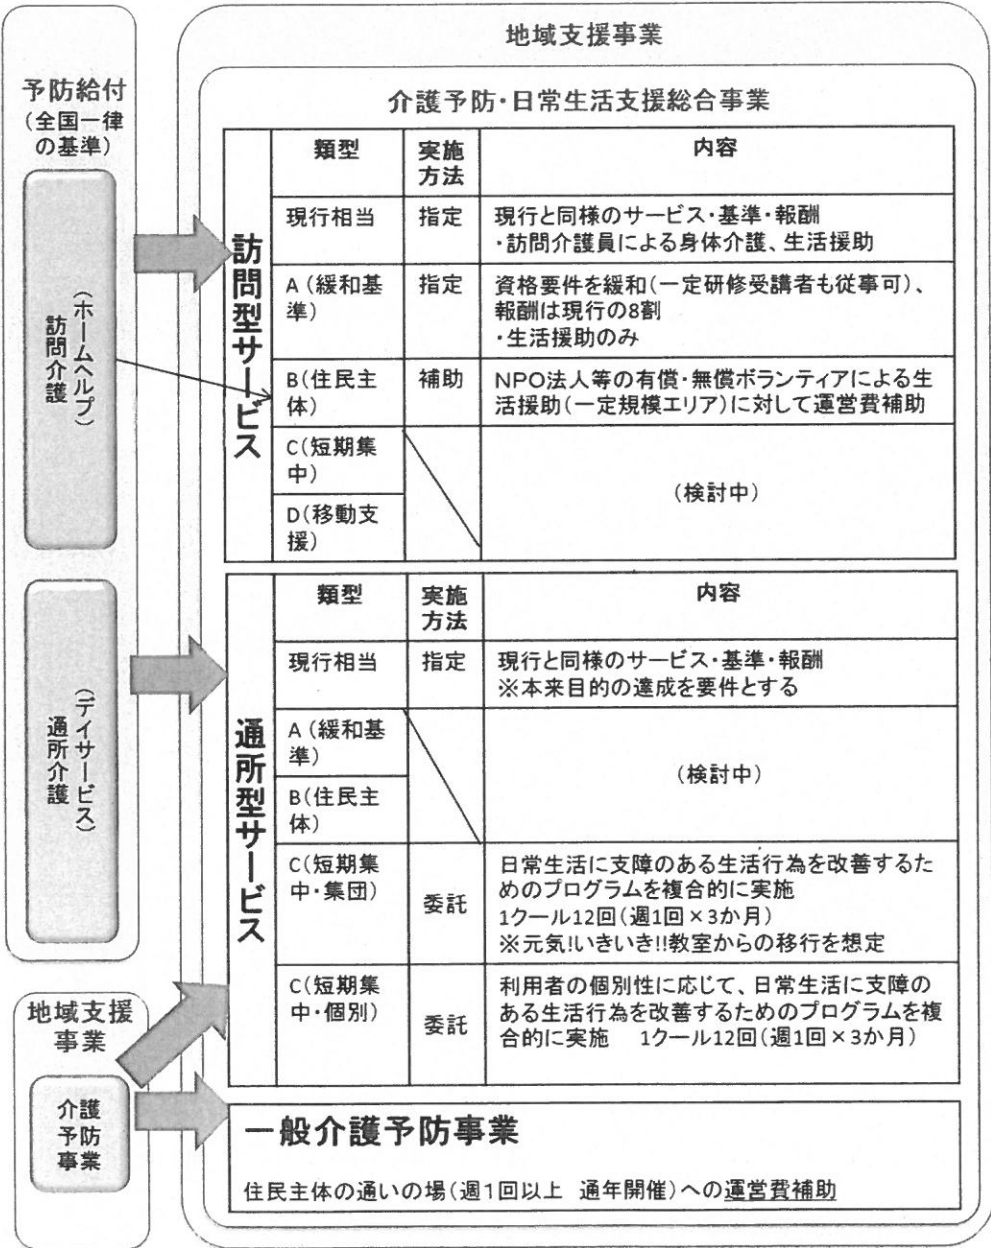 地域支援事業
予防給付
(全国一律
の基準)
訪問介護
(ホームヘルプ)
通所介護
(デイサービス)
地域支援
事業
介護
予防
事業
介護予防・日常生活支援総合事業
訪問型サービス
類型
実施
方法
内容
現行相当
指定
現行と同様のサービス・基準・報酬
・訪問介護員による身体介護、生活援助
A(緩和基
準)
指定
資格要件を緩和(一定研修受講者も従事可)、
報酬は現行の8割
・生活援助のみ
B(住民主
体)
補助
NPO法人等の有償・無償ボランティアによる生
活援助(一定規模エリア)に対して運営費補助
C(短期集
中)
D(移動支
援)
(検討中)
通所型サービス
類型
実施
方法
内容
現行相当
指定
現行と同様のサービス・基準・報酬
※本来目的の達成を要件とする
A(緩和基
準)
B(住民主
体)
(検討中)
C(短期集
中・集団)
委託
日常生活に支障のある生活行為を改善するた
めのプログラムを複合的に実施
1クール12回(週1回×3か月)
※元気!いきいき!!教室からの移行を想定
C(短期集
中・個別)
委託
利用者の個別性に応じて、日常生活に支障の
ある生活行為を改善するためのプログラムを複
合的に実施 1クール12回(週1回×3か月)
一般介護予防事業
住民主体の通いの場(週1回以上 通年開催)への運営費補助